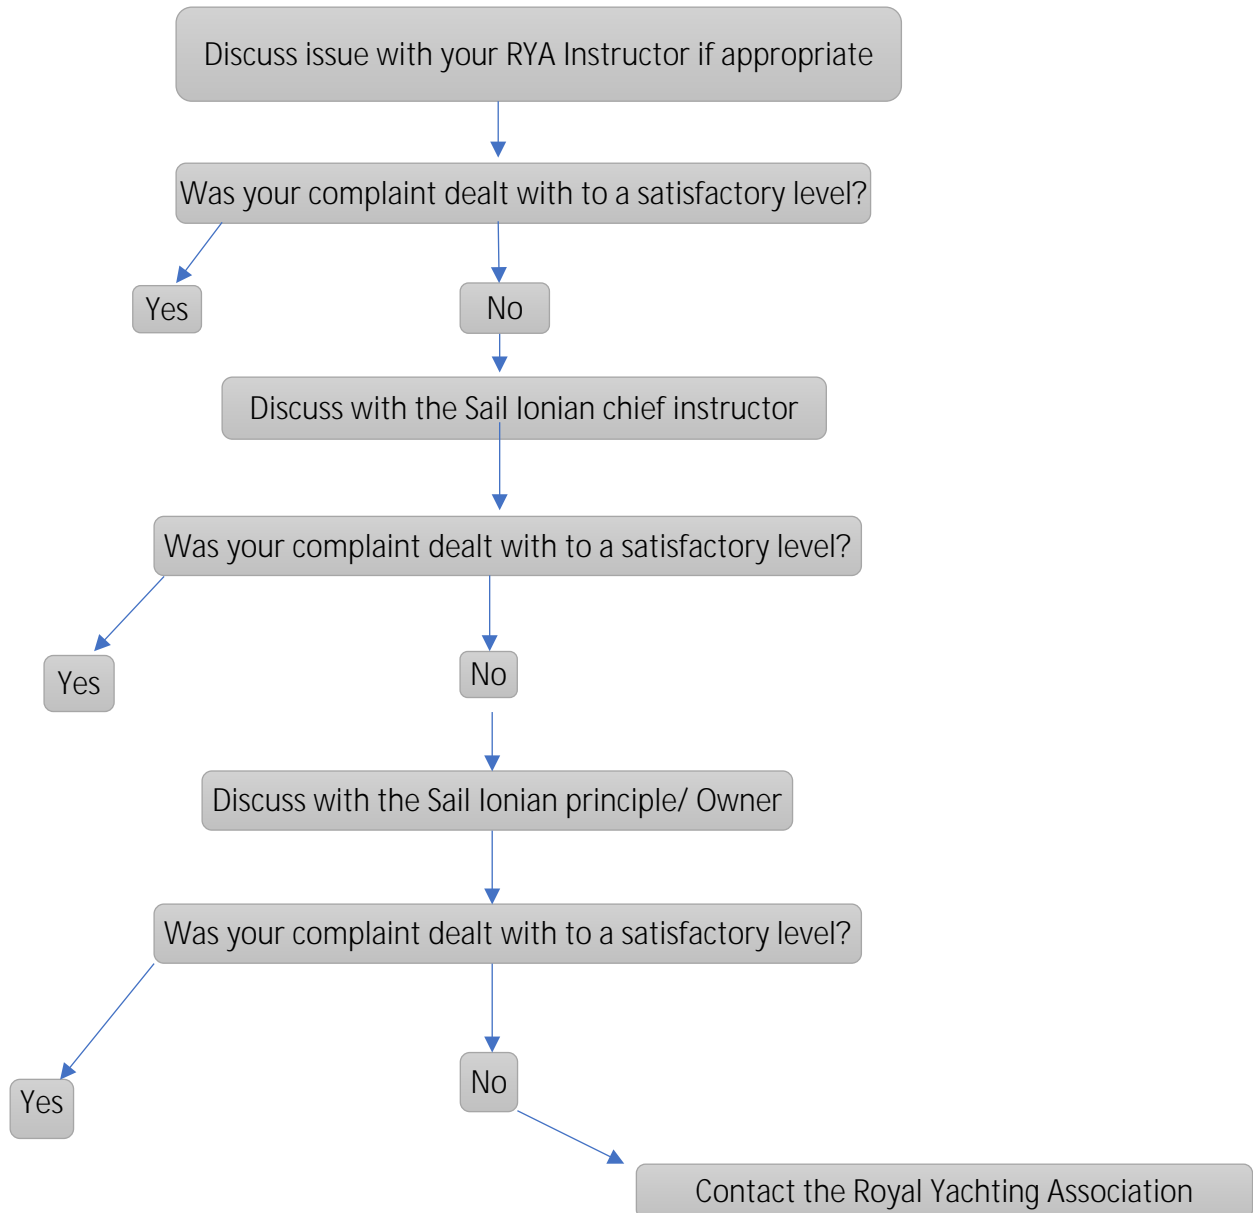 Discuss issue with your RYA Instructor if appropriate
Was your complaint dealt with to a satisfactory level?
Yes
No
Discuss with the Sail Ionian chief instructor
Was your complaint dealt with to a satisfactory level?
Yes
No
Discuss with the Sail Ionian principle/ Owner
Was your complaint dealt with to a satisfactory level?
Yes
No
Contact the Royal Yachting Association